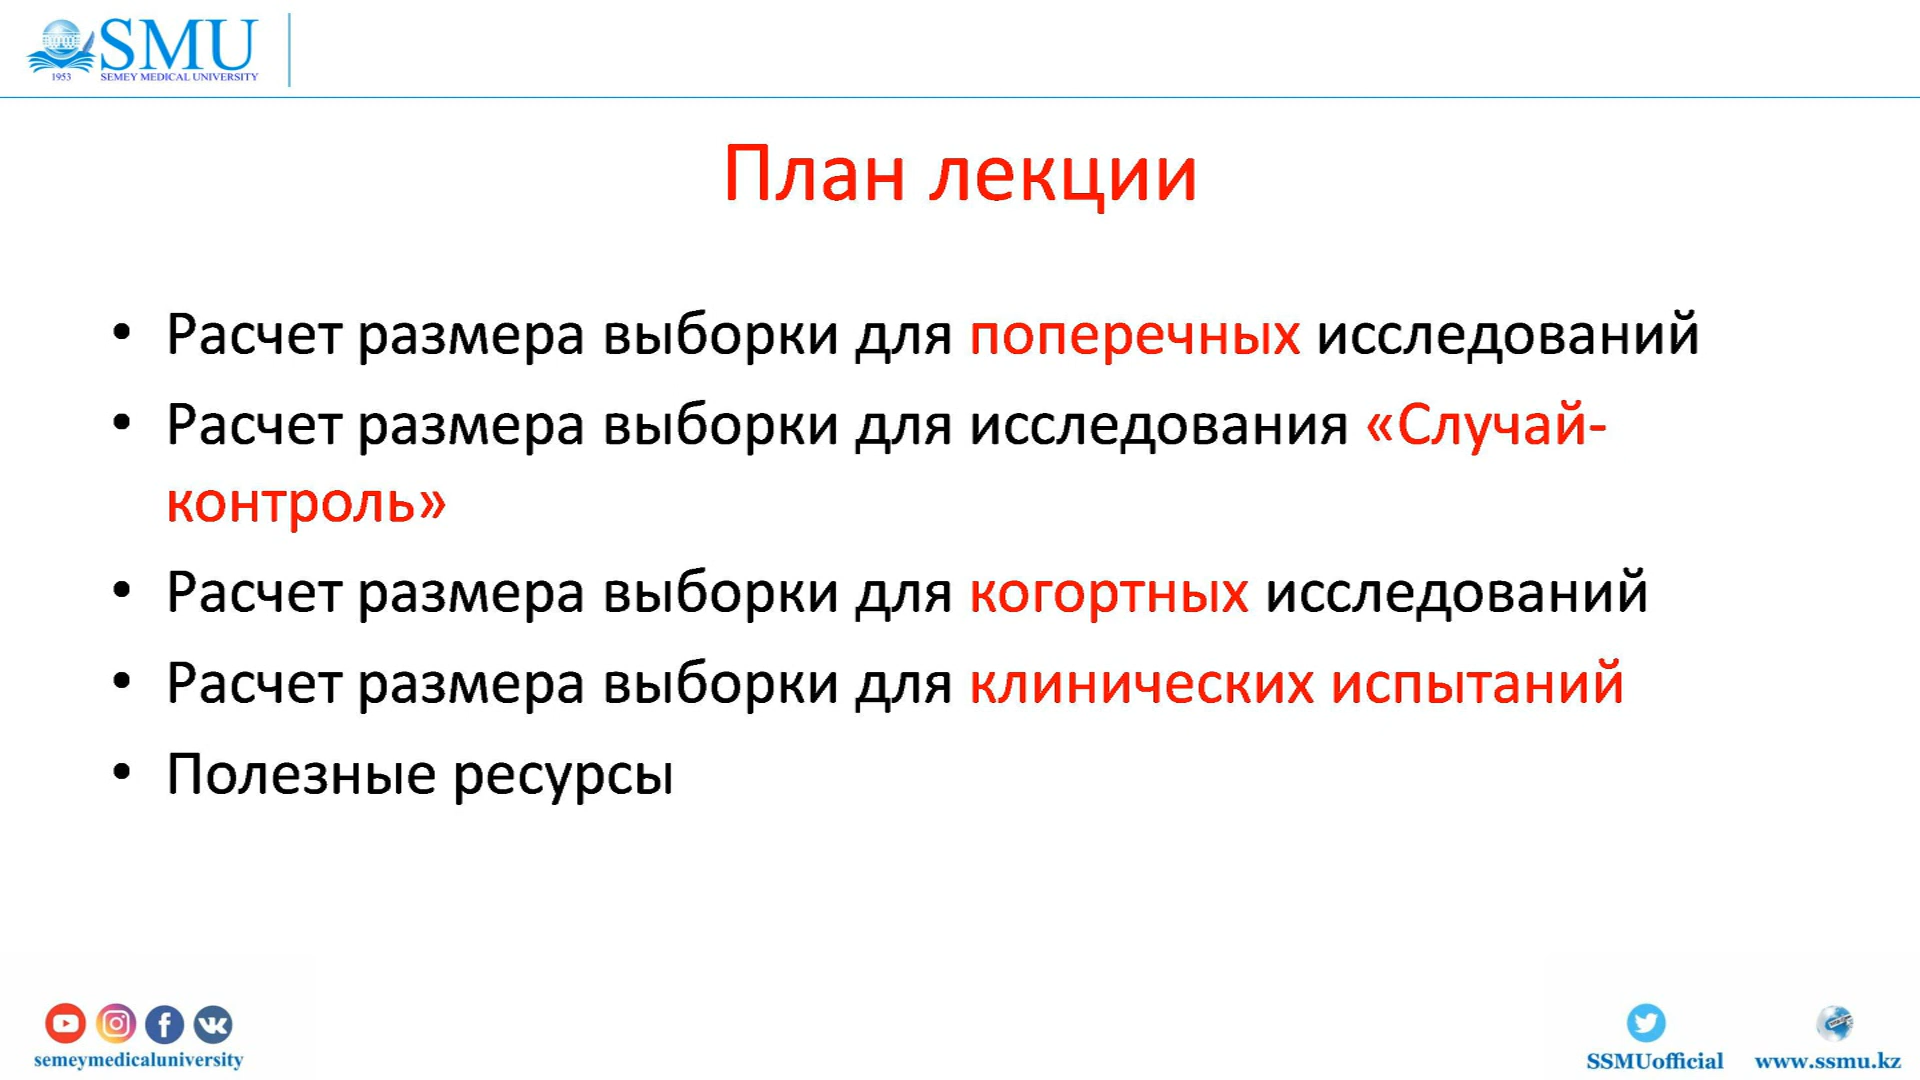 SMU
1953 SEMEY MEDICAL UNIVERSITY
План лекции
• Расчет размера выборки для поперечных исследований
• Расчет размера выборки для исследования «Случай-
контроль»
• Расчет размера выборки для когортных исследований
• Расчет размера выборки для клинических испытаний
• Полезные ресурсы
semeymedicaluniversity
SSMUofficial
www.ssmu.kz